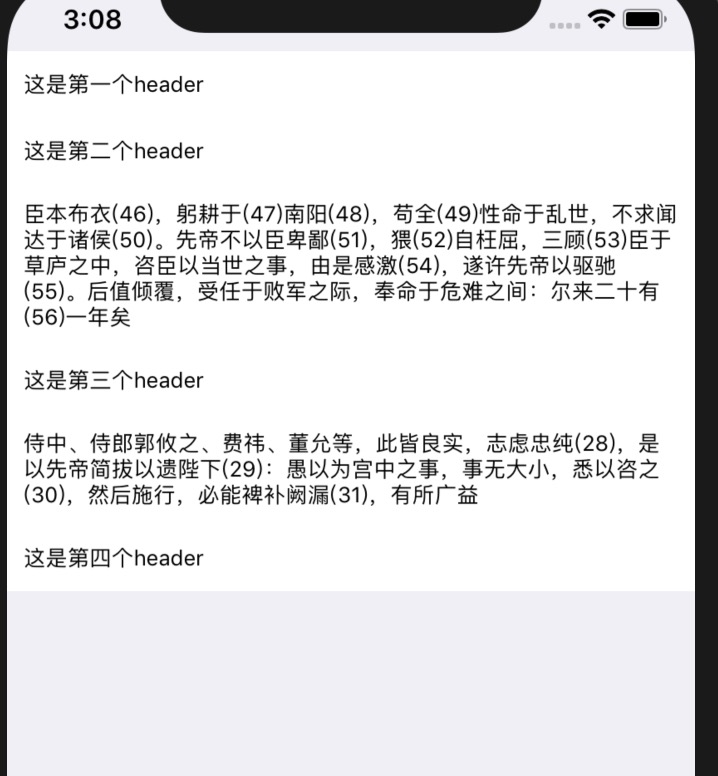 3:08
这是第一个header
这是第二个header
臣本布衣(46)，躬耕于(47)南阳(48)，苟全(49)性命于乱世，不求闻
达于诸侯(50)。先帝不以臣卑鄙(51)，猥(52)自枉屈，三顾(53)臣于
草庐之中，咨臣以当世之事，由是感激(54)，遂许先帝以驱驰
(55)。后值倾覆，受任于败军之际，奉命于危难之间：尔来二十有
(56)一年矣
这是第三个header
侍中、侍郎郭攸之、费祎、董允等，此皆良实，志虑忠纯(28)，是
以先帝简拔以遗陛下(29)：愚以为宫中之事，事无大小，悉以咨之
(30)，然后施行，必能裨补阙漏(31)，有所广益
这是第四个header